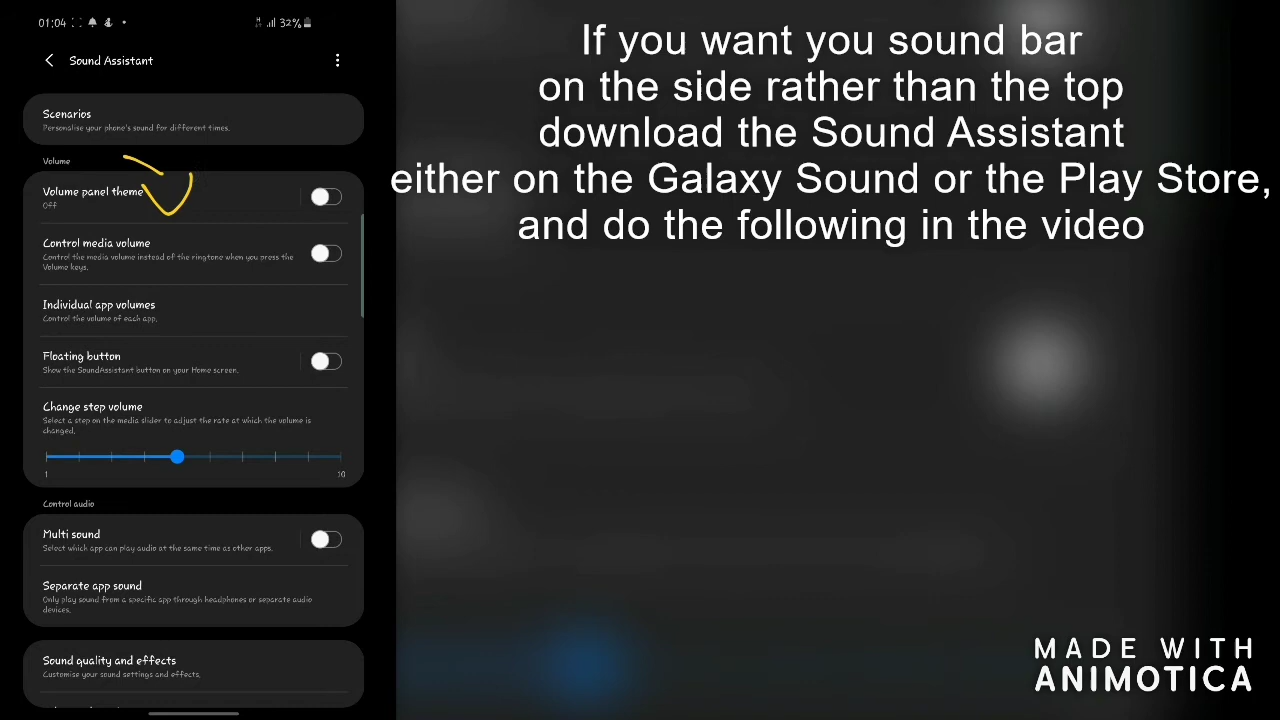 01:04
32%
Sound Assistant
Scenarios
Personalise your phone's sound for different times.
Volume
Volume panel theme
Off
Control media volume
Control the media volume instead of the ringtone when you press the
Volume keys.
Individual app volumes
Control the volume of each app.
Floating button
Show the SoundAssistant button on your Home screen.
Change step volume
Select a step on the media slider to adjust the rate at which the volume is
changed.
1 10
Control audio
Multi sound
Select which app can play audio at the same time as other apps.
Separate app sound
Only play sound from a specific app through headphones or separate audio
devices.
Sound quality and effects
Customise your sound settings and effects.
If you want you sound bar
on the side rather than the top
download the Sound Assistant
either on the Galaxy Sound or the Play Store,
and do the following in the video
MADE WITH
ANIMOTICA